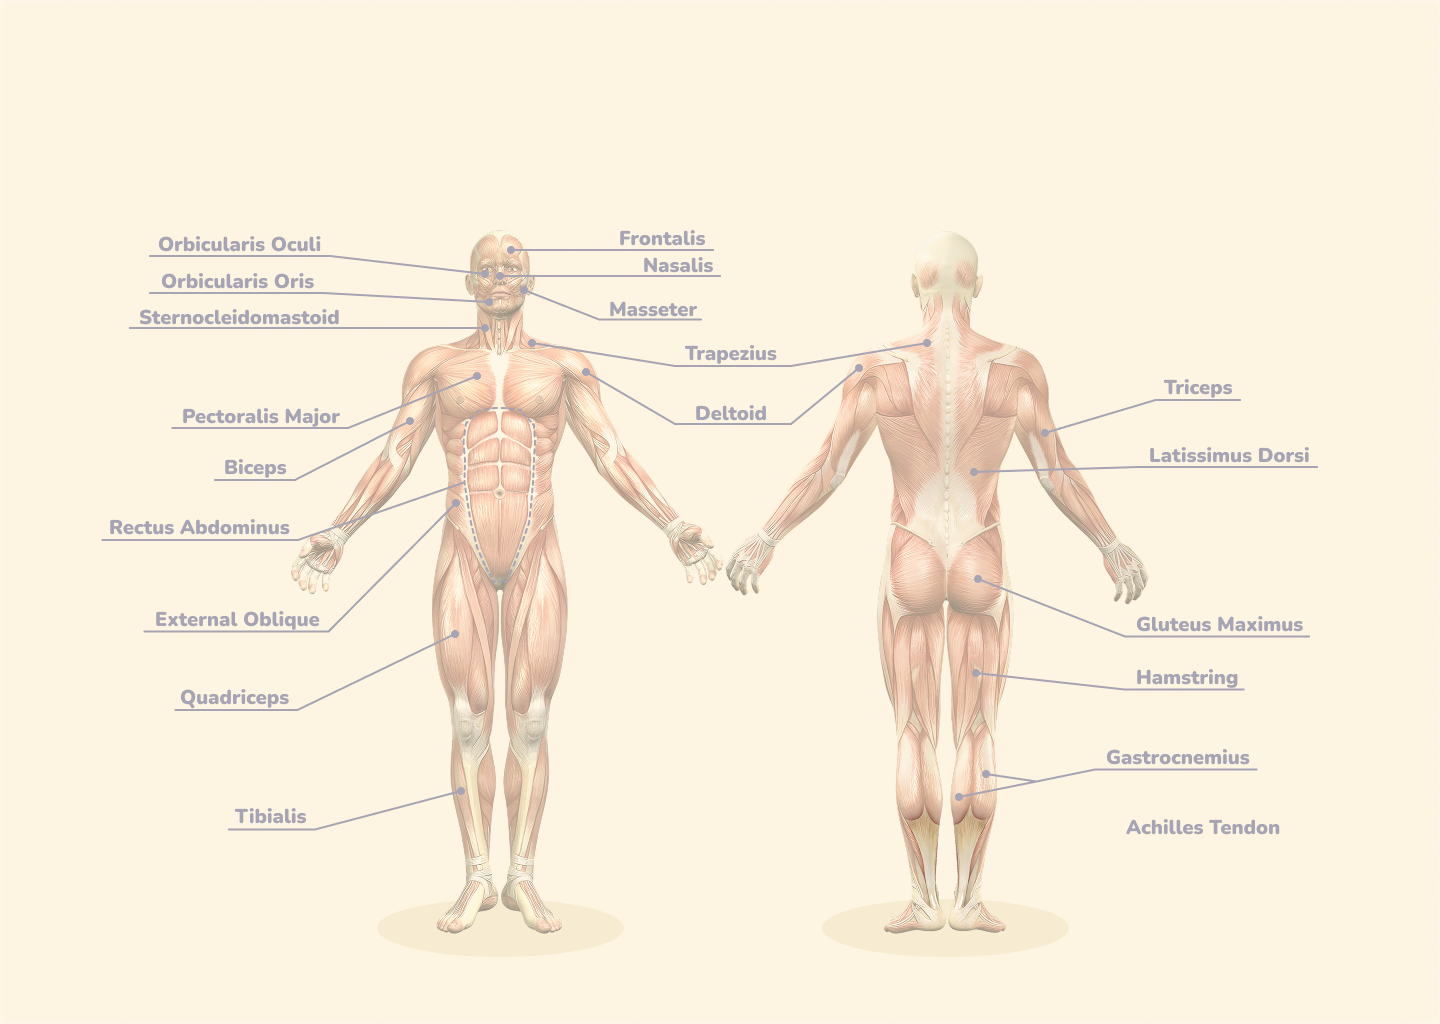 Orbicularis Oculi
Orbicularis Oris
Sternocleidomastoid
Pectoralis Major
Biceps
Rectus Abdominus
External Oblique
Quadriceps
Tibialis
Frontalis
Nasalis
Masseter
Trapezius
Deltoid
Triceps
Latissimus Dorsi
Gluteus Maximus
Hamstring
Gastrocnemius
Achilles Tendon